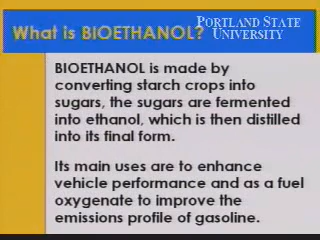 What is BIOETHANOL?
PORTLAND STATE
UNIVERSITY
BIOETHANOL is made by
converting starch crops into
sugars, the sugars are fermented
into ethanol, which is then distilled
into its final form.
Its main uses are to enhance
vehicle performance and as a fuel
oxygenate to improve the
emissions profile of gasoline.